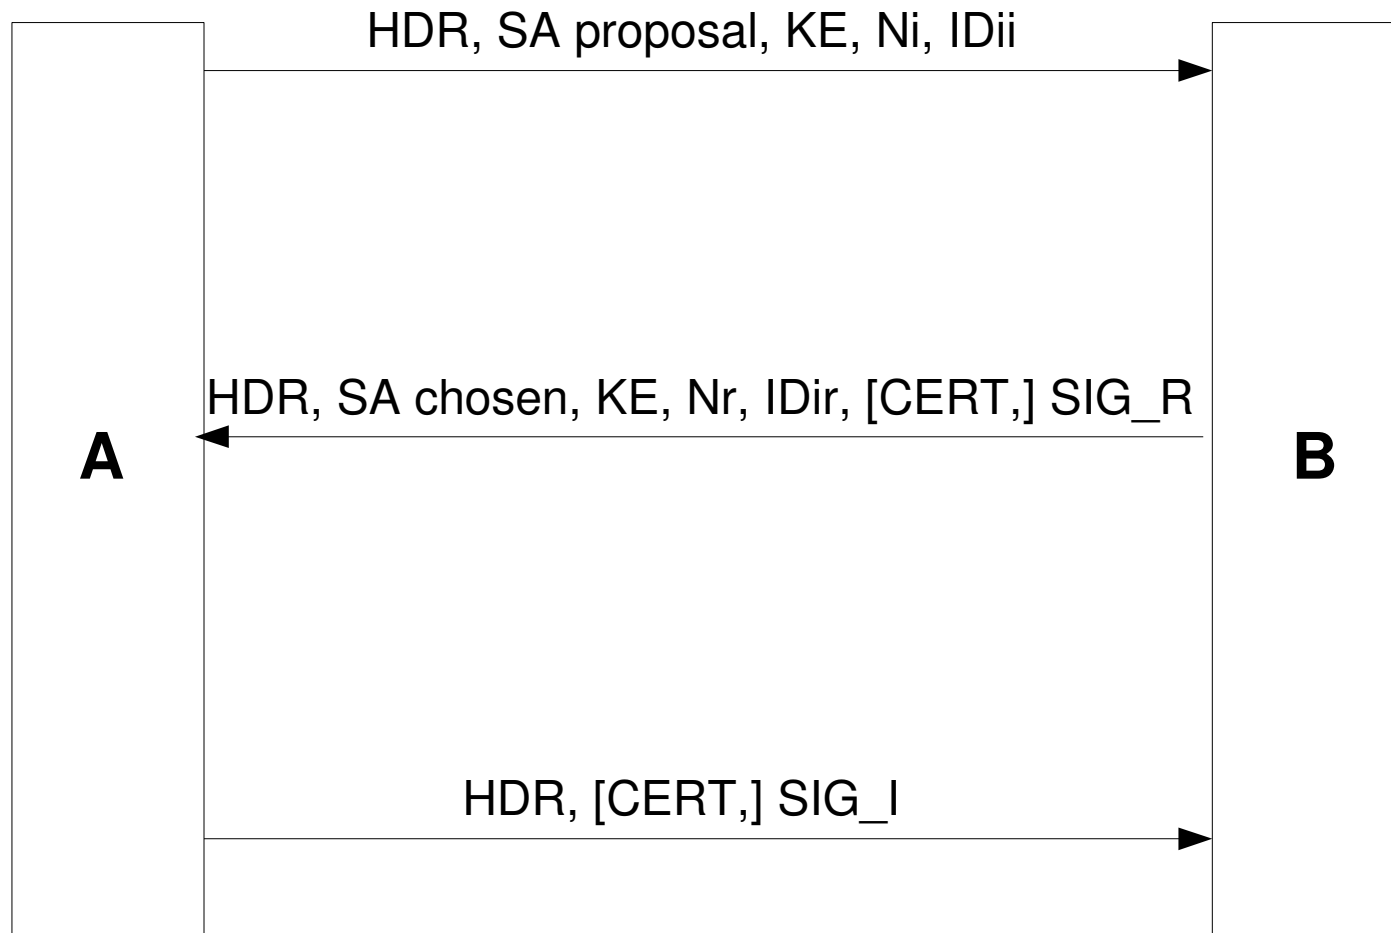 HDR, SA proposal, KE, Ni, IDii
HDR, SA chosen, KE, Nr, IDir, [CERT,] SIG_R
A
B
HDR, [CERT,] SIG_I